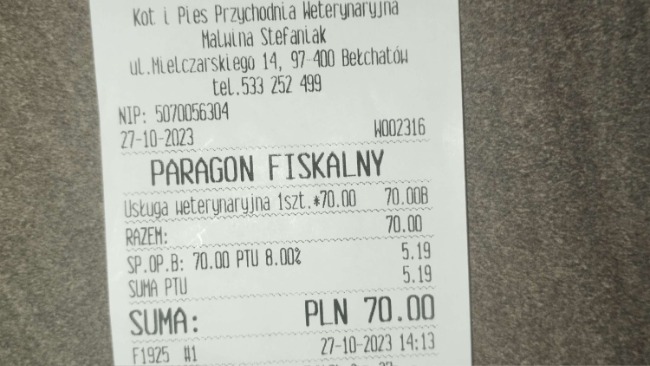 Kot i Pies Przychodnia Weterynaryjna
Malwina Stefaniak
ul.Mielczarskiego 14, 97-400 Bełchatów
tel.533 252 499
NIP: 5070056304
27-10-2023 W002316
PARAGON FISKALNY
Usługa weterynaryjna 1szt.*70.00 70.00B
RAZEM: 70.00
SP.OP.B: 70.00 PTU 8.00% 5.19
SUMA PTU 5.19
SUMA: PLN 70.00
F1925 #1 27-10-2023 14:13